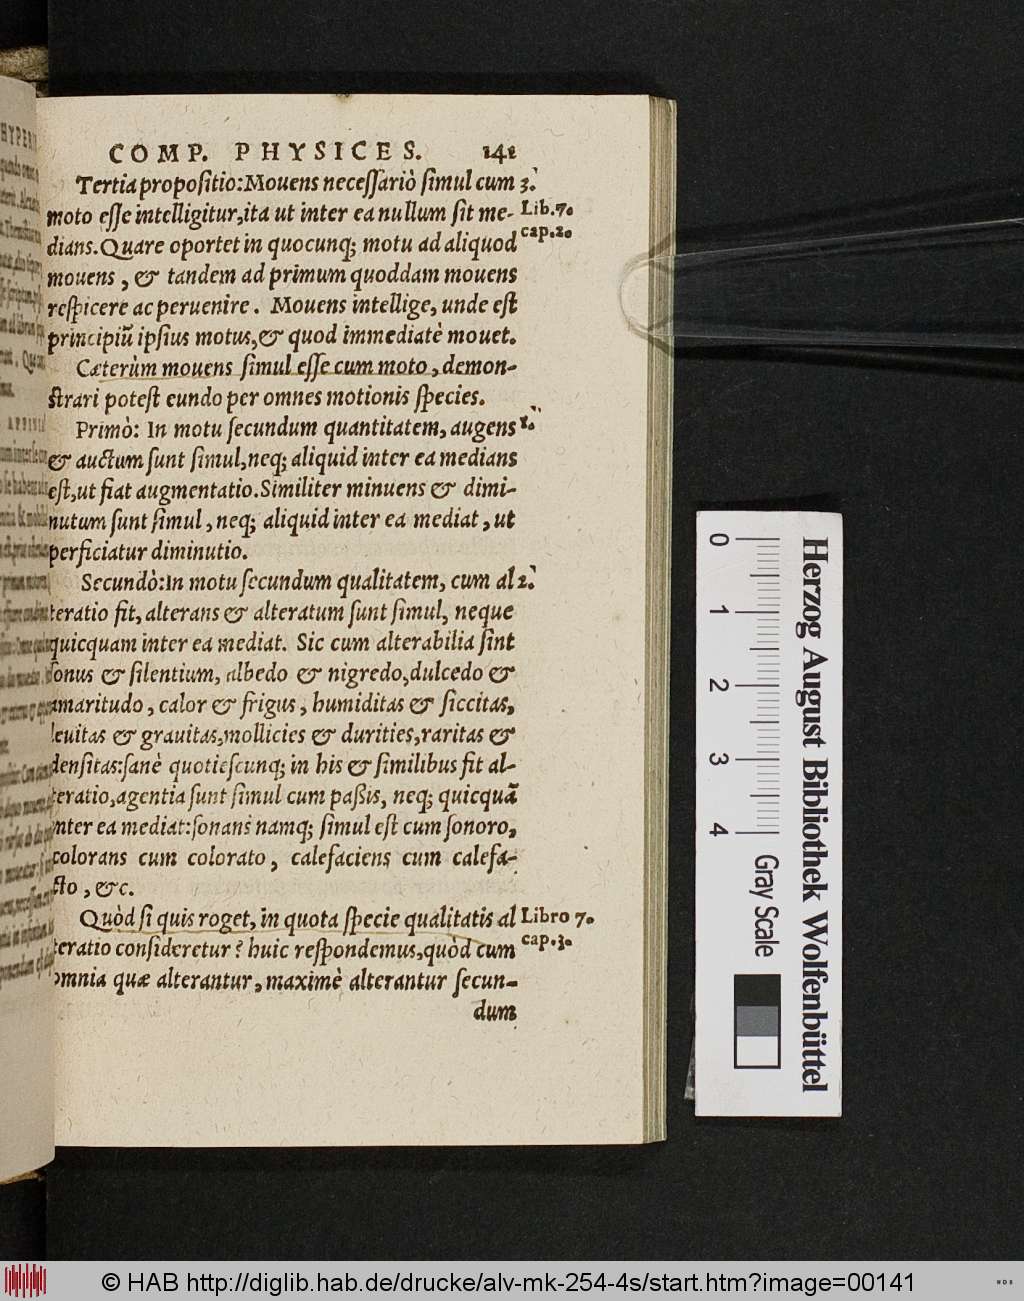 COMP. PHYSICES. 141
Tertia propositio: Mouens necessariò simul cum 3.
moto esse intelligitur, ita ut inter ea nullum sit me- Lib. 7.
dians. Quare oportet in quocunq; motu ad aliquod cap. 2.
mouens, & tandem ad primum quoddam mouens
respicere ac peruenire. Mouens intellige, unde est
principiũ ipsius motus, & quod immediatè mouet.
Cæterùm mouens simul esse cum moto, demon-
strari potest eundo per omnes motionis species.
Primò: In motu secundum quantitatem, augens 1.
& auctum sunt simul, neq; aliquid inter ea medians
est, ut fiat augmentatio. Similiter minuens & dimi-
nutum sunt simul, neq; aliquid inter ea mediat, ut
perficiatur diminutio.
Secundò: In motu secundum qualitatem, cum al 2.
teratio fit, alterans & alteratum sunt simul, neque
quicquam inter ea mediat. Sic cum alterabilia sint
sonus & silentium, albedo & nigredo, dulcedo &
amaritudo, calor & frigus, humiditas & siccitas,
leuitas & grauitas, mollicies & durities, raritas &
densitas: sanè quotiescunq; in his & similibus fit al-
teratio, agentia sunt simul cum paßis, neq; quicquã
inter ea mediat: sonans namq; simul est cum sonoro,
colorans cum colorato, calefaciens cum calefa-
cto, &c.
Quòd si quis roget, in quota specie qualitatis al Libro 7.
teratio consideretur? huic respondemus, quòd cum cap. 3.
omnia quæ alterantur, maximè alterantur secun-
dum
0 1 2 3 4 Gray Scale
Herzog August Bibliothek Wolfenbüttel
© HAB http://diglib.hab.de/drucke/alv-mk-254-4s/start.htm?image=00141